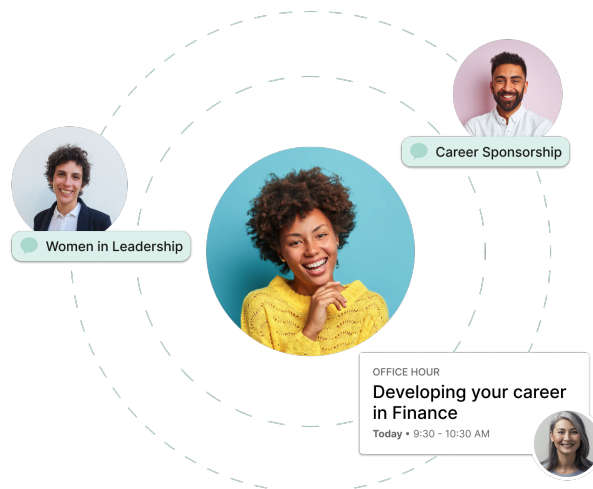 Career Sponsorship
Women in Leadership
OFFICE HOUR
Developing your career
in Finance
Today • 9:30 - 10:30 AM